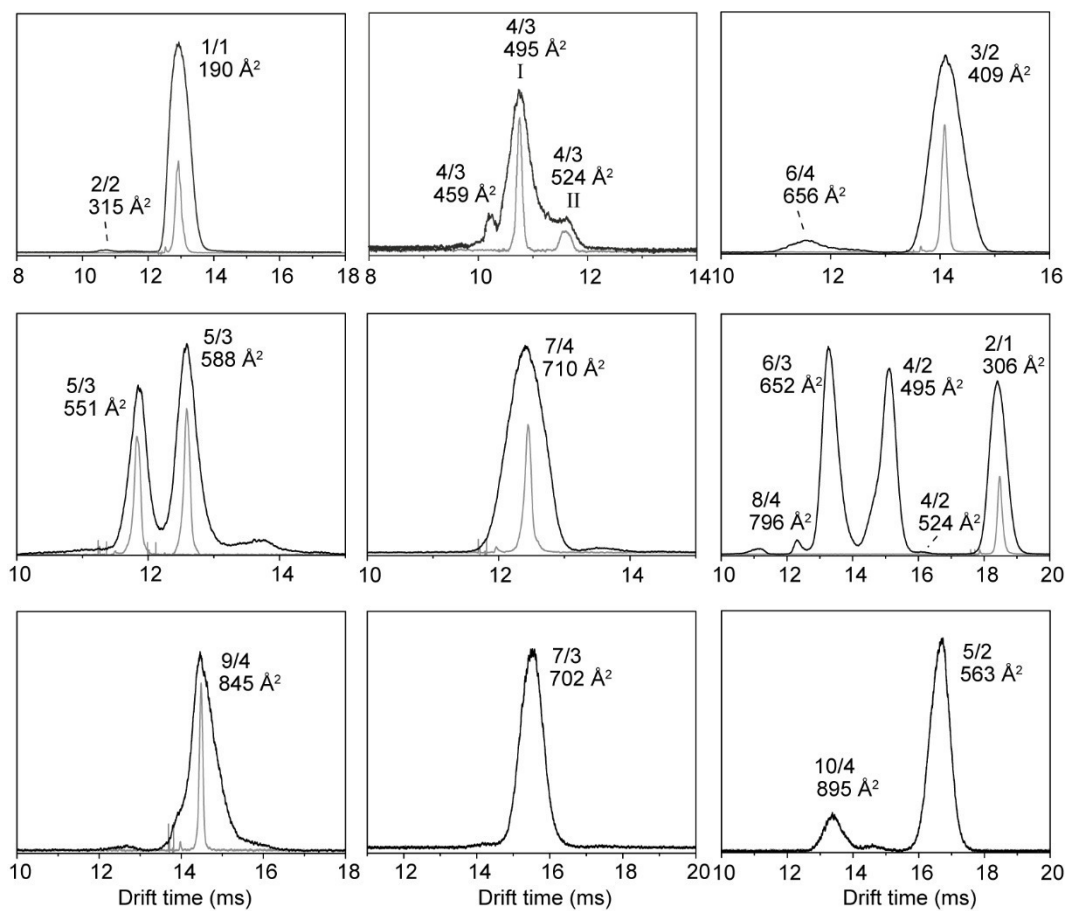 1/1
190 Å²
2/2
315 Å²
8 10 12 14 16 18
4/3
495 Å²
I
4/3
459 Å²
4/3
524 Å²
II
8 10 12 14
3/2
409 Å²
6/4
656 Å²
10 12 14 16
5/3
588 Å²
5/3
551 Å²
10 12 14
7/4
710 Å²
10 12 14
6/3
652 Å²
4/2
495 Å²
2/1
306 Å²
8/4
796 Å²
4/2
524 Å²
10 12 14 16 18 20
9/4
845 Å²
10 12 14 16 18
Drift time (ms)
7/3
702 Å²
12 14 16 18 20
Drift time (ms)
5/2
563 Å²
10/4
895 Å²
10 12 14 16 18 20
Drift time (ms)